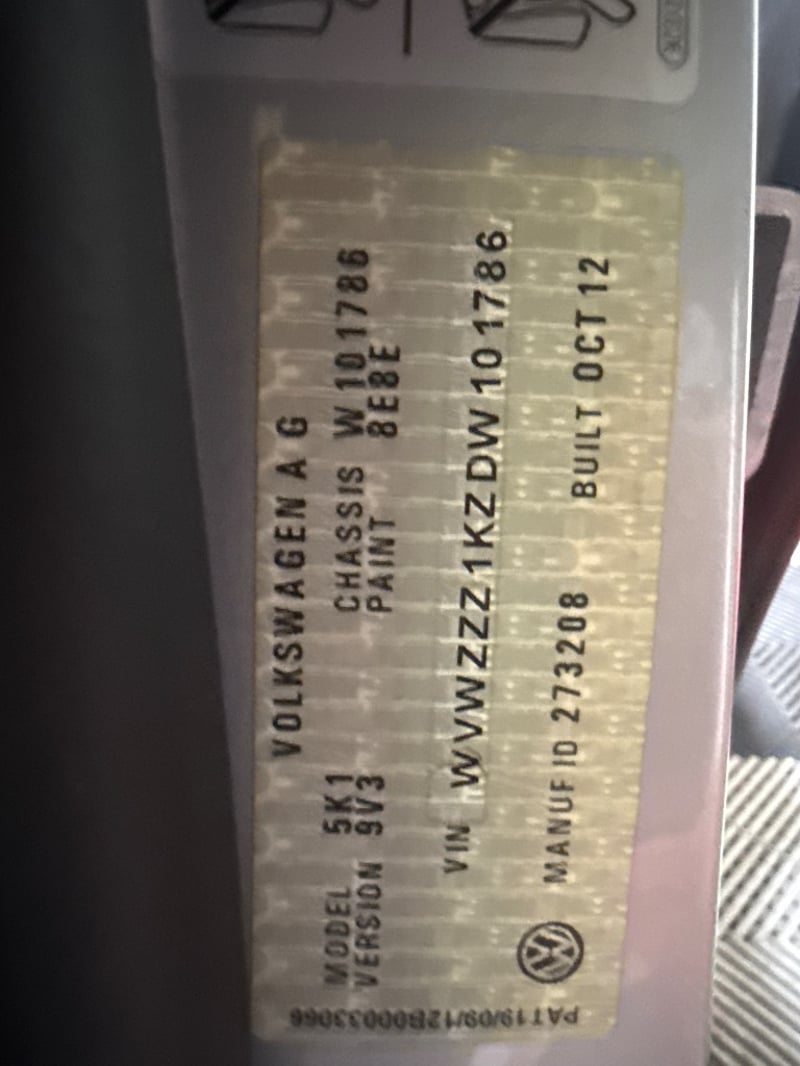 VOLKSWAGEN A G
MODEL 5K1 CHASSIS W 101786
VERSION 9V3 PAINT 8E8E
VIN WVWZZZ1KZDW101786
MANUF ID 273208 BUILT OCT 12
PAT19/09/12B00033066